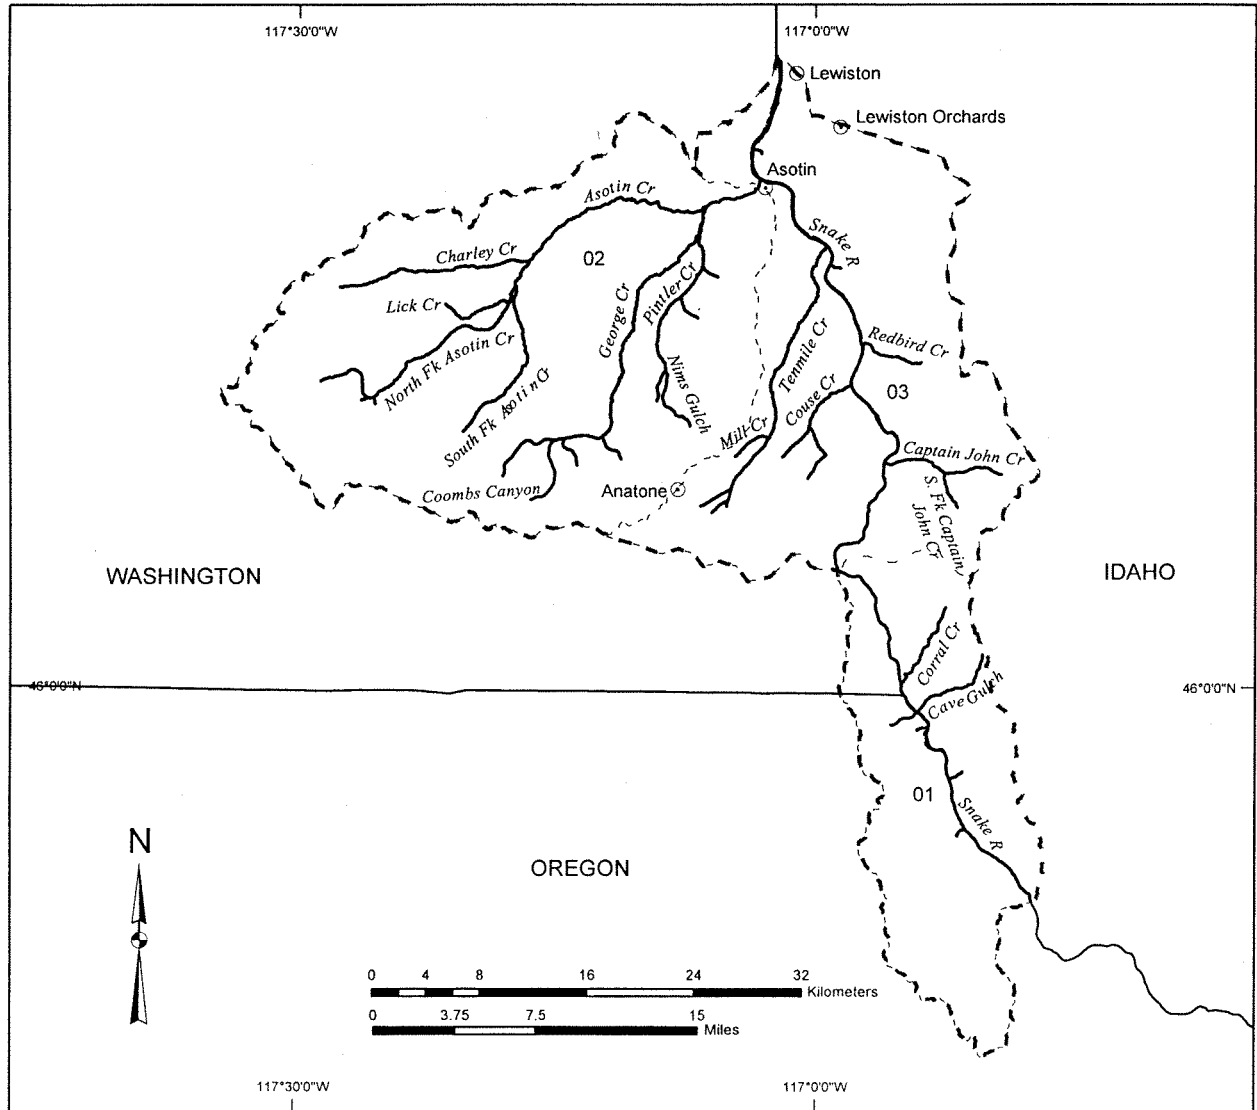 117°30'0"W
117°0'0"W
Lewiston
Lewiston Orchards
Asotin
Asotin Cr
Snake R
Charley Cr
02
Lick Cr
George Cr
Pintler Cr
North Fk Asotin Cr
Tenmile Cr
Redbird Cr
Nims Gulch
South Fk Asotin Cr
Couse Cr
03
Mill Cr
Captain John Cr
Coombs Canyon
Anatone
S. Fk Captain
John Cr
WASHINGTON
IDAHO
Corral Cr
46°0'0"N
46°0'0"N
Cave Gulch
01
Snake R
N
OREGON
0 4 8 16 24 32
Kilometers
0 3.75 7.5 15
Miles
117°30'0"W
117°0'0"W